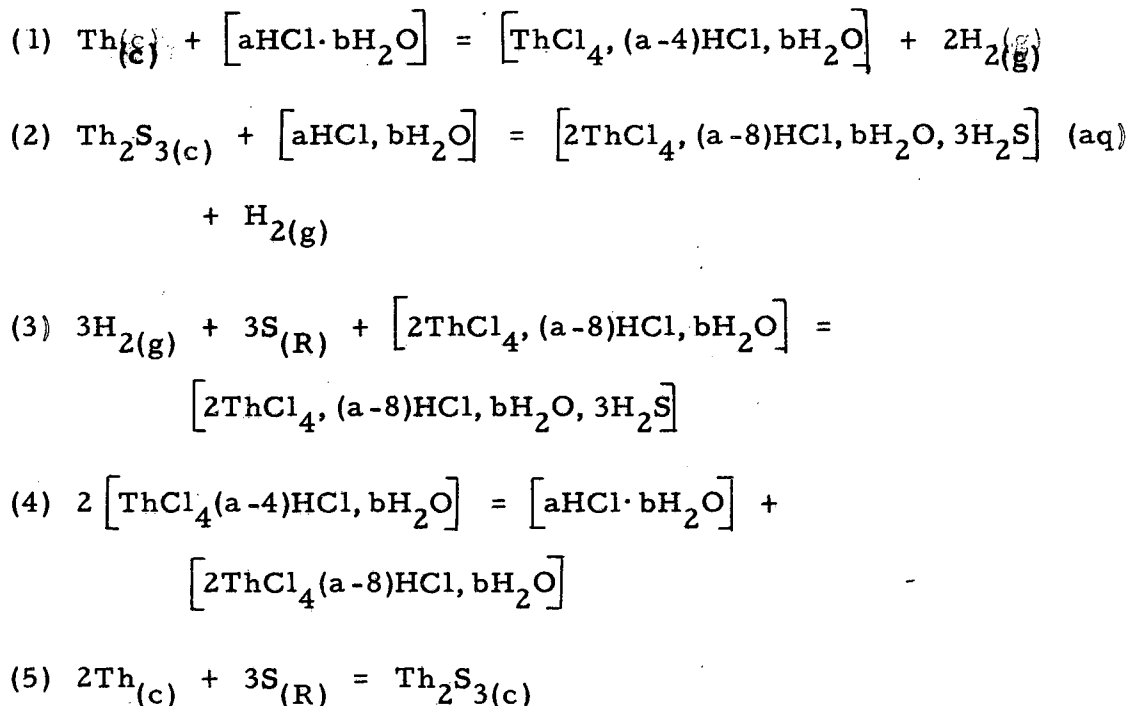 (1) Th(c) + [aHCl·bH₂O] = [ThCl₄, (a-4)HCl, bH₂O] + 2H₂(g)
(2) Th₂S₃(c) + [aHCl, bH₂O] = [2ThCl₄, (a-8)HCl, bH₂O, 3H₂S] (aq)
+ H₂(g)
(3) 3H₂(g) + 3S(R) + [2ThCl₄, (a-8)HCl, bH₂O] =
[2ThCl₄, (a-8)HCl, bH₂O, 3H₂S]
(4) 2 [ThCl₄(a-4)HCl, bH₂O] = [aHCl·bH₂O] +
[2ThCl₄(a-8)HCl, bH₂O]
(5) 2Th(c) + 3S(R) = Th₂S₃(c)